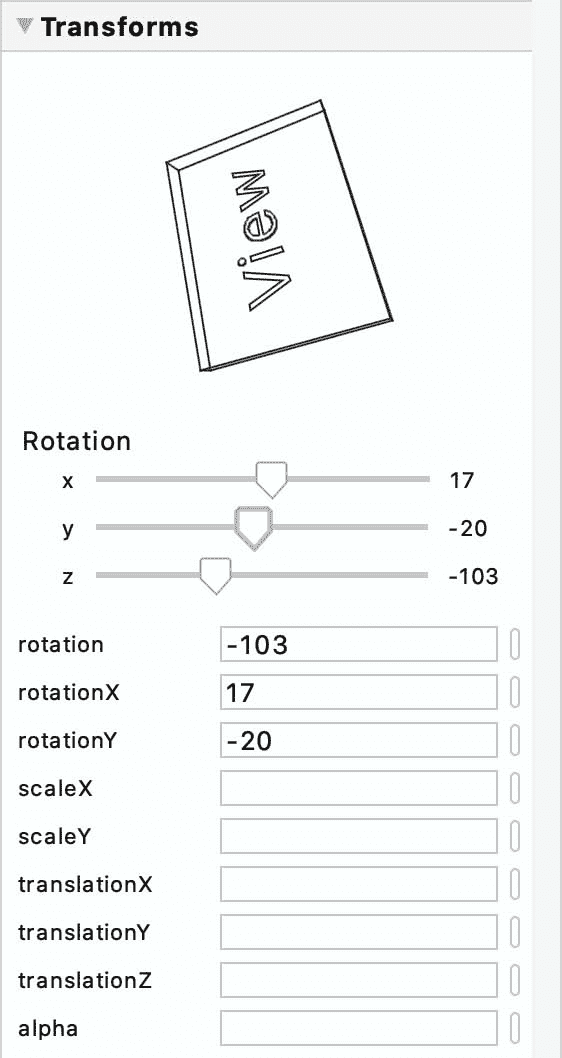 Transforms
View
Rotation
x 17
y -20
z -103
rotation -103
rotationX 17
rotationY -20
scaleX
scaleY
translationX
translationY
translationZ
alpha